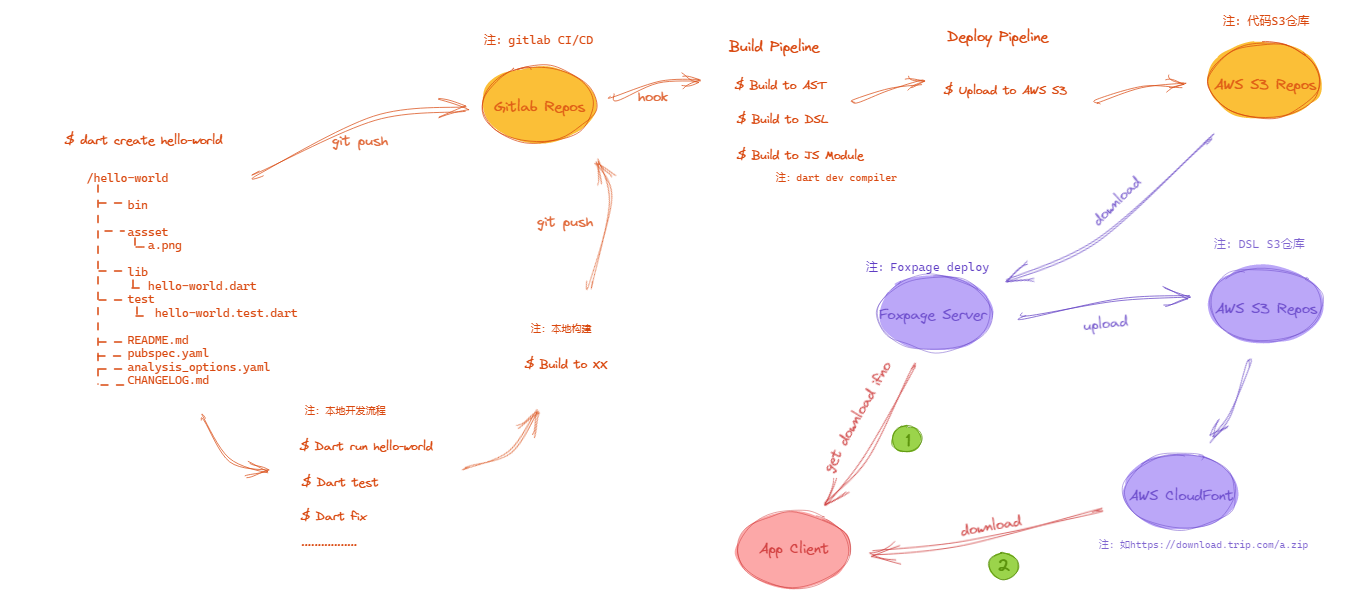 $ dart create hello-world
/hello-world
bin
assset
a.png
lib
hello-world.dart
test
hello-world.test.dart
README.md
pubspec.yaml
analysis_options.yaml
CHANGELOG.md
git push
注: 本地开发流程
$ Dart run hello-world
$ Dart test
$ Dart fix
.................
注: 本地构建
$ Build to XX
git push
注: gitlab CI/CD
Gitlab Repos
hook
Build Pipeline
$ Build to AST
$ Build to DSL
$ Build to JS Module
注: dart dev compiler
Deploy Pipeline
$ Upload to AWS S3
注: 代码S3仓库
AWS S3 Repos
download
注: Foxpage deploy
Foxpage Server
upload
注: DSL S3仓库
AWS S3 Repos
AWS CloudFont
注: 如https://download.trip.com/a.zip
get download ifno
1
download
2
App Client